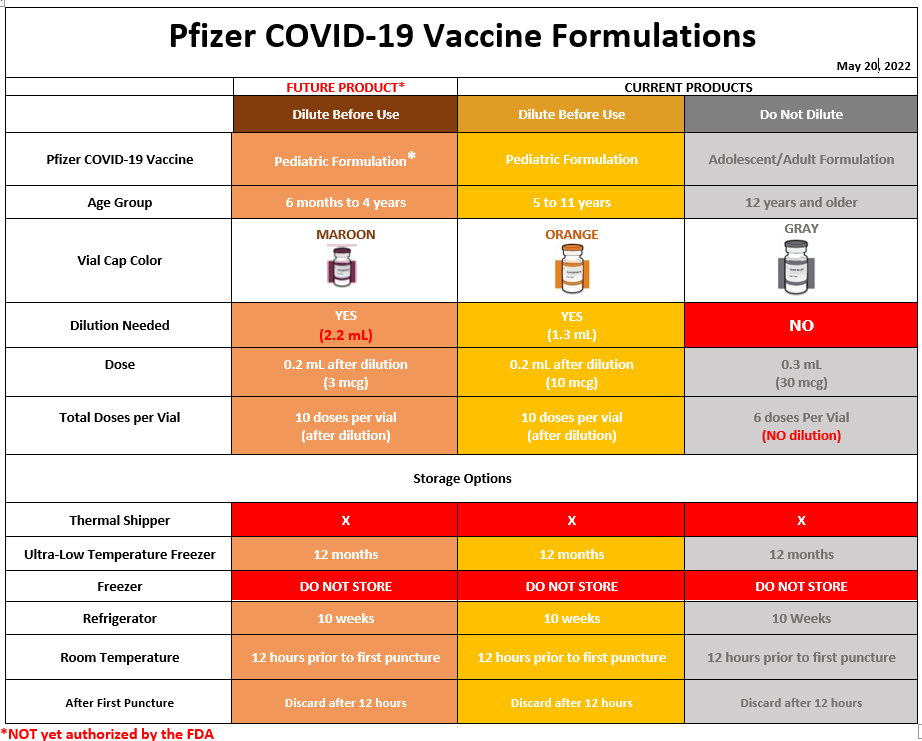 Pfizer COVID-19 Vaccine Formulations
May 20, 2022
FUTURE PRODUCT* CURRENT PRODUCTS
Dilute Before Use Dilute Before Use Do Not Dilute
Pfizer COVID-19 Vaccine Pediatric Formulation* Pediatric Formulation Adolescent/Adult Formulation
Age Group 6 months to 4 years 5 to 11 years 12 years and older
Vial Cap Color MAROON ORANGE GRAY
Dilution Needed YES YES NO
(2.2 mL) (1.3 mL)
Dose 0.2 mL after dilution 0.2 mL after dilution 0.3 mL
(3 mcg) (10 mcg) (30 mcg)
Total Doses per Vial 10 doses per vial 10 doses per vial 6 doses Per Vial
(after dilution) (after dilution) (NO dilution)
Storage Options
Thermal Shipper X X X
Ultra-Low Temperature Freezer 12 months 12 months 12 months
Freezer DO NOT STORE DO NOT STORE DO NOT STORE
Refrigerator 10 weeks 10 weeks 10 Weeks
Room Temperature 12 hours prior to first puncture 12 hours prior to first puncture 12 hours prior to first puncture
After First Puncture Discard after 12 hours Discard after 12 hours Discard after 12 hours
*NOT yet authorized by the FDA